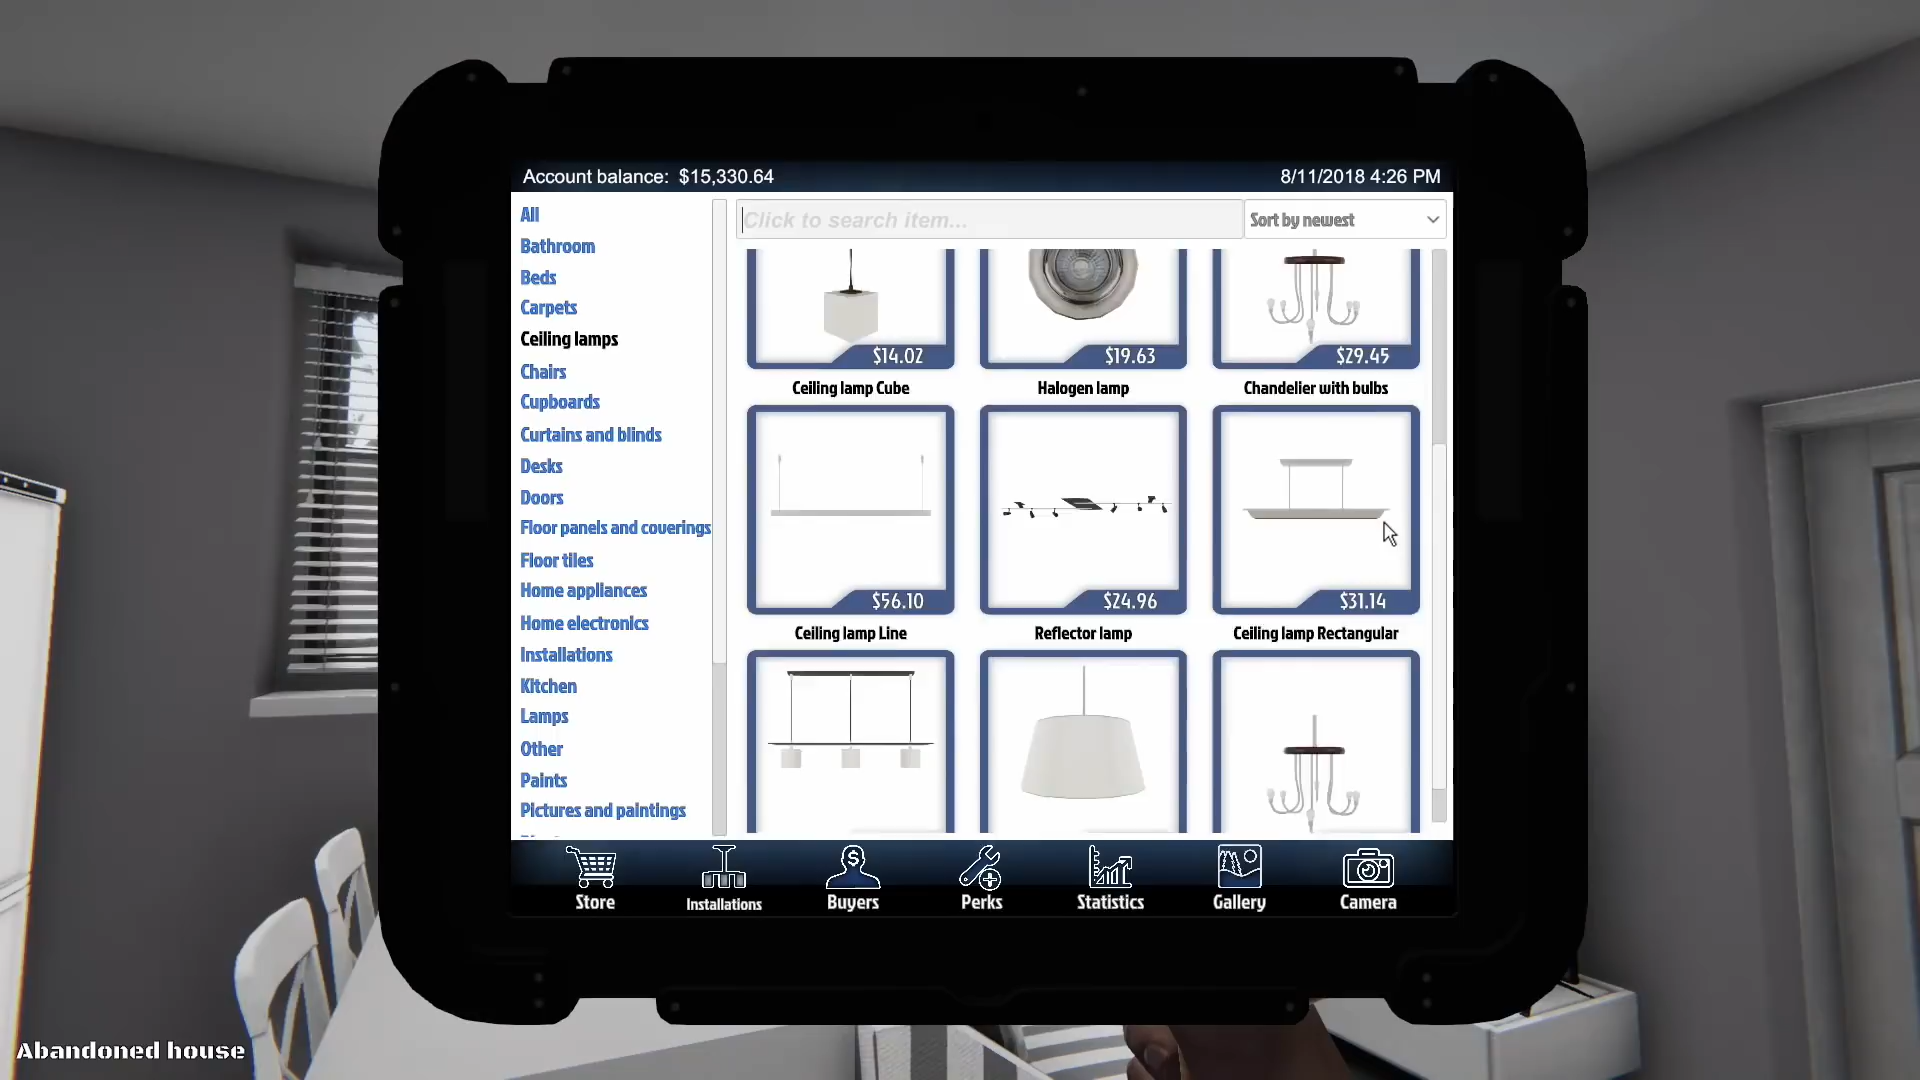 Account balance: $15,330.64
8/11/2018 4:26 PM
All
Bathroom
Beds
Carpets
Ceiling lamps
Chairs
Cupboards
Curtains and blinds
Desks
Doors
Floor panels and coverings
Floor tiles
Home appliances
Home electronics
Installations
Kitchen
Lamps
Other
Paints
Pictures and paintings
Click to search item...
Sort by newest
$14.02
$19.63
$29.45
Ceiling lamp Cube
Halogen lamp
Chandelier with bulbs
$56.10
$24.96
$31.14
Ceiling lamp Line
Reflector lamp
Ceiling lamp Rectangular
Store
Installations
Buyers
Perks
Statistics
Gallery
Camera
Abandoned house